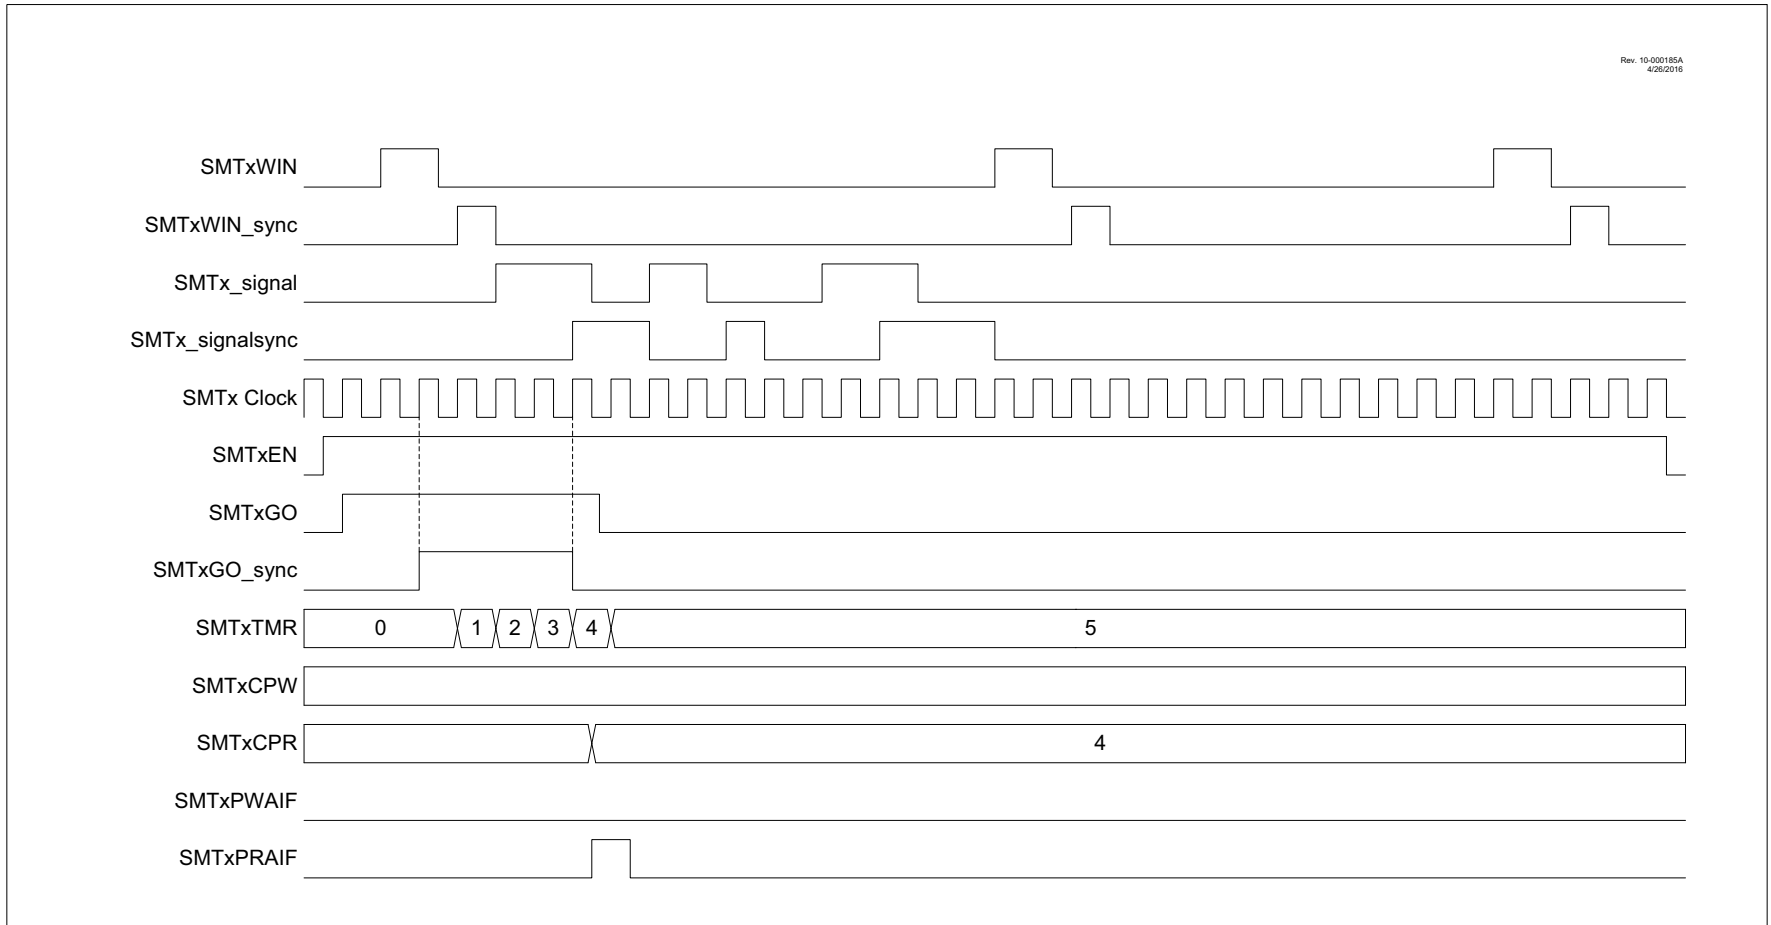 Rev. 10-000185A
4/26/2016
SMTxWIN
SMTxWIN_sync
SMTx_signal
SMTx_signalsync
SMTx Clock
SMTxEN
SMTxGO
SMTxGO_sync
SMTxTMR 0 1 2 3 4 5
SMTxCPW
SMTxCPR 4
SMTxPWAIF
SMTxPRAIF